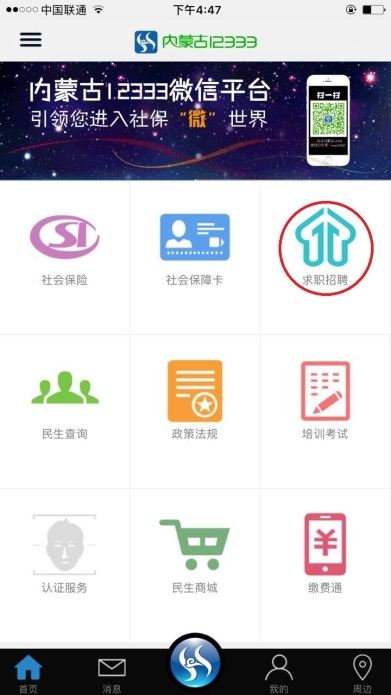 中国联通
下午4:47
内蒙古12333
内蒙古12333微信平台
引领您进入社保“微”世界
扫一扫
CSI
社会保险
社会保障卡
求职招聘
民生查询
政策法规
培训考试
认证服务
民生商城
缴费通
首页
消息
我的
周边